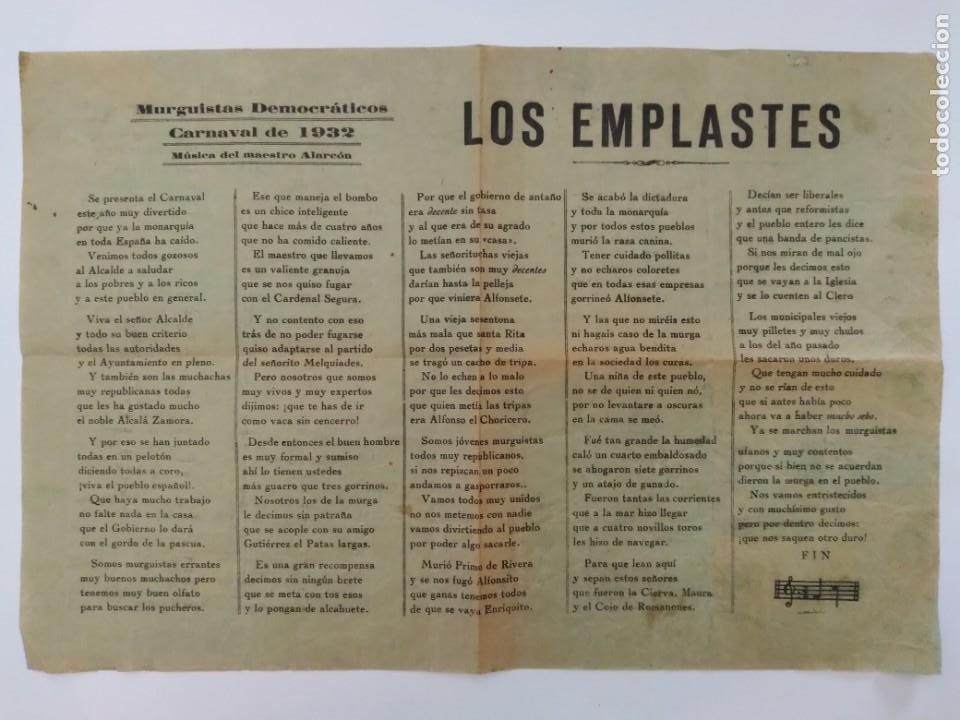 Murguistas Democráticos
Carnaval de 1932
Música del maestro Alarcón
LOS EMPLASTES
Se presenta el Carnaval
este año muy divertido
por que ya la monarquía
en toda España ha caído.
Venimos todos gozosos
al Alcalde a saludar
a los pobres y a los ricos
y a este pueblo en general.
Viva el señor Alcalde
y todo su buen criterio
todas las autoridades
y el Ayuntamiento en pleno.
Y también son las muchachas
muy republicanas todas
que les ha gustado mucho
el noble Alcalá Zamora.
Y por eso se han juntado
todas en un pelotón
diciendo todas a coro,
¡viva el pueblo español!.
Que haya mucho trabajo
no falte nada en la casa
que el Gobierno lo dará
con el gordo de la pascua.
Somos murguistas errantes
muy buenos muchachos pero
tenemos muy buen olfato
para buscar los pucheros.
Ese que maneja el bombo
es un chico inteligente
que hace más de cuatro años
que no ha comido caliente.
El maestro que llevamos
es un valiente granuja
que se nos quiso fugar
con el Cardenal Segura.
Y no contento con eso
trás de no poder fugarse
quiso adaptarse al partido
del señorito Melquiades.
Pero nosotros que somos
muy vivos y muy expertos
dijimos: ¡que te has de ir
como vaca sin cencerro!
Desde entonces el buen hombre
es muy formal y sumiso
ahí lo tienen ustedes
más guarro que tres gorrinos.
Nosotros los de la murga
le decimos sin patraña
que se acople con su amigo
Gutiérrez el Patas largas.
Es una gran recompensa
decimos sin ningún brete
que se meta con tos esos
y lo pongan de alcahuete.
Por que el gobierno de antaño
era decente sin tasa
y al que era de su agrado
lo metían en su «casa».
Las señorituchas viejas
que también son muy decentes
darían hasta la pelleja
por que viniera Alfonsete.
Una vieja sesentona
más mala que santa Rita
por dos pesetas y media
se tragó un cacho de tripa.
No lo echen a lo malo
por que les decimos esto
que quien metía las tripas
era Alfonso el Choricero.
Somos jóvenes murguistas
todos muy republicanos,
si nos repizcan un poco
andamos a gasporrazos..
Vamos todos muy unidos
no nos metemos con nadie
vamos divirtiendo al pueblo
por poder algo sacarle.
Murió Primo de Rivera
y se nos fugó Alfonsito
que ganas tenemos todos
de que se vaya Enriquito.
Se acabó la dictadura
y toda la monarquía
y por todos estos pueblos
murió la raza canina.
Tener cuidado pollitas
y no echaros coloretes
que en todas esas empresas
gorrineó Alfonsete.
Y las que no miréis esto
ni hagais caso de la murga
echaros agua bendita
en la sociedad los curas.
Una niña de este pueblo,
no se de quien ni quien nó,
por no levantare a oscuras
en la cama se meó.
Fué tan grande la humedad
caló un cuarto embaldosado
se ahogaron siete gorrinos
y un atajo de ganado.
Fueron tantas las corrientes
que a la mar hizo llegar
que a cuatro novillos toros
les hizo de navegar.
Para que lean aquí
y sepan estos señores
que fueron la Cierva, Maura
y el Cojo de Romanones.
Decían ser liberales
y antes que reformistas
y el pueblo entero les dice
que una banda de pancistas.
Si nos miran de mal ojo
porque les decimos esto
que se vayan a la Iglesia
y se lo cuenten al Clero
Los municipales viejos
muy pilletes y muy chulos
a los del año pasado
les sacaron unos duros.
Que tengan mucho cuidado
y no se rían de esto
que si antes había poco
ahora va a haber mucho sebo.
Ya se marchan los murguistas
ufanos y muy contentos
porque si bien no se acuerdan
dieron la murga en el pueblo.
Nos vamos entristecidos
y con muchísimo gusto
pero por dentro decimos:
¡que nos saquen otro duro!
FIN
todocoleccion